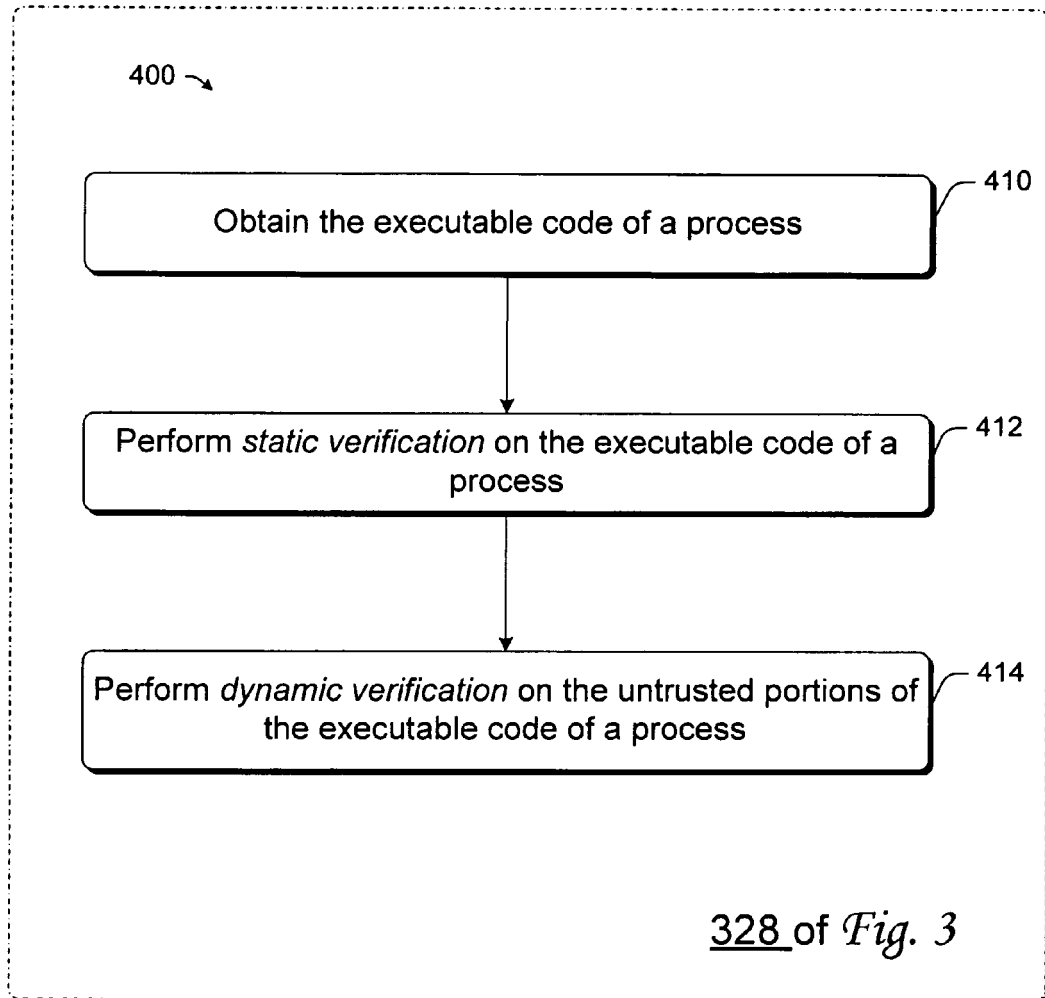 400
410
Obtain the executable code of a process
412
Perform static verification on the executable code of a
process
414
Perform dynamic verification on the untrusted portions of
the executable code of a process
328 of Fig. 3